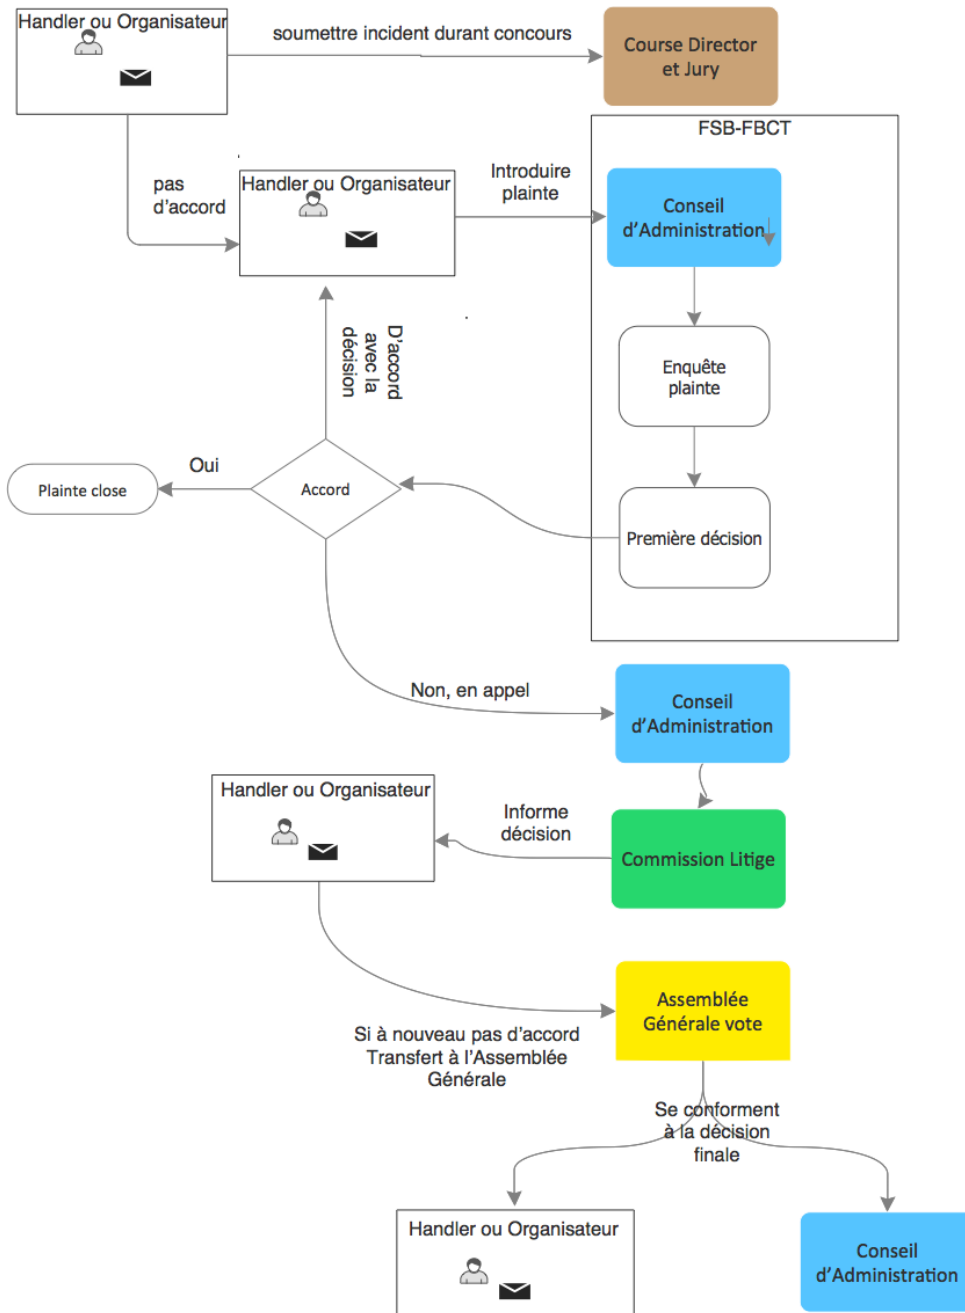 Handler ou Organisateur
soumettre incident durant concours
Course Director
et Jury
FSB-FBCT
pas
d'accord
Handler ou Organisateur
Introduire
plainte
Conseil
d'Administration
Enquête
plainte
D'accord
avec la
décision
Oui
Plainte close
Accord
Première décision
Non, en appel
Conseil
d'Administration
Handler ou Organisateur
Informe
décision
Commission Litige
Assemblée
Générale vote
Si à nouveau pas d'accord
Transfert à l'Assemblée
Générale
Se conforment
à la décision
finale
Handler ou Organisateur
Conseil
d'Administration